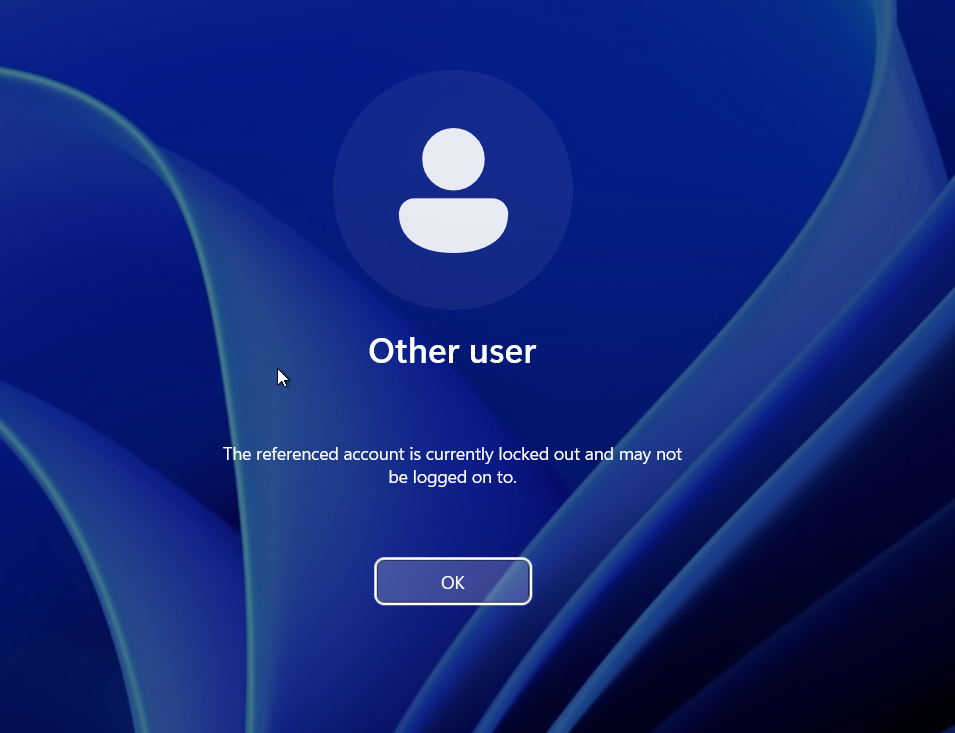 Other user
The referenced account is currently locked out and may not
be logged on to.
OK